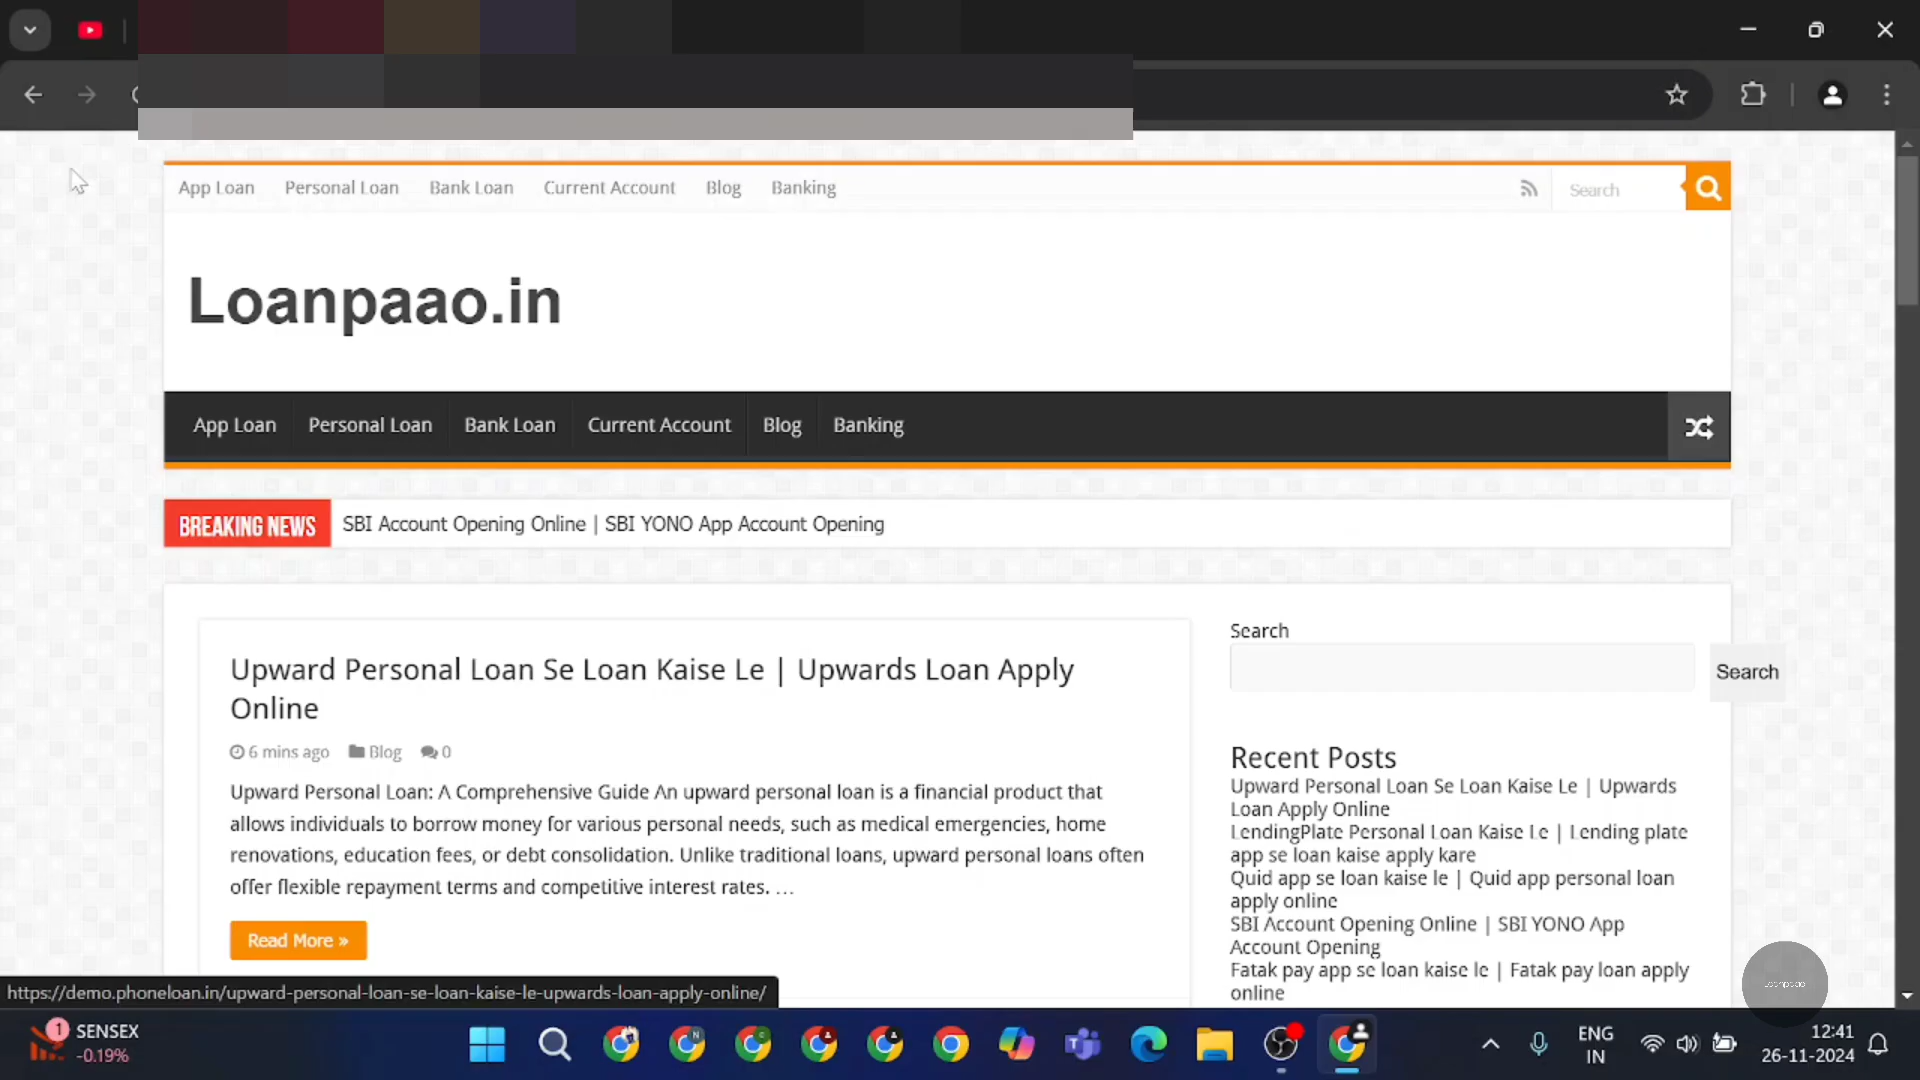 App Loan Personal Loan Bank Loan Current Account Blog Banking Search
Loanpaao.in
App Loan Personal Loan Bank Loan Current Account Blog Banking
BREAKING NEWS SBI Account Opening Online | SBI YONO App Account Opening
Upward Personal Loan Se Loan Kaise Le | Upwards Loan Apply
Online
6 mins ago Blog 0
Upward Personal Loan: A Comprehensive Guide An upward personal loan is a financial product that
allows individuals to borrow money for various personal needs, such as medical emergencies, home
renovations, education fees, or debt consolidation. Unlike traditional loans, upward personal loans often
offer flexible repayment terms and competitive interest rates. …
Read More »
Search
Search
Recent Posts
Upward Personal Loan Se Loan Kaise Le | Upwards
Loan Apply Online
LendingPlate Personal Loan Kaise Le | Lending plate
app se loan kaise apply kare
Quid app se loan kaise le | Quid app personal loan
apply online
SBI Account Opening Online | SBI YONO App
Account Opening
Fatak pay app se loan kaise le | Fatak pay loan apply
online
Loanpaao
https://demo.phoneloan.in/upward-personal-loan-se-loan-kaise-le-upwards-loan-apply-online/
1 SENSEX
-0.19%
ENG
IN
12:41
26-11-2024